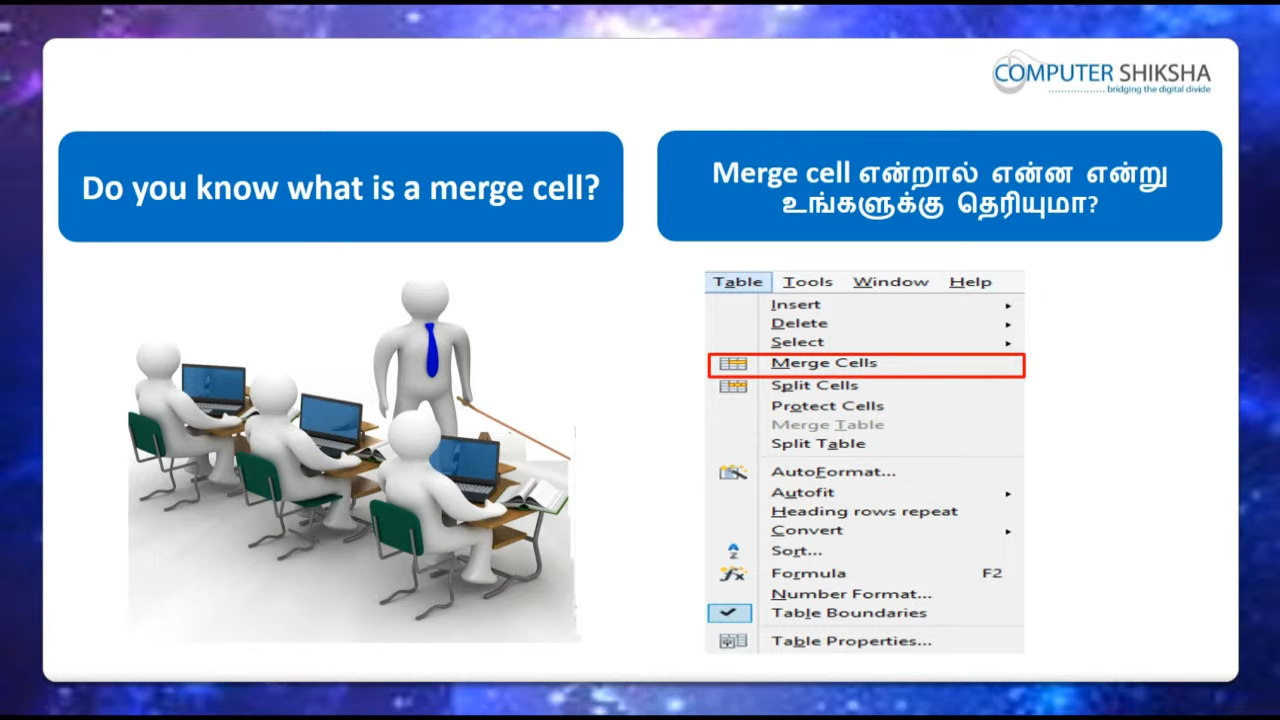 COMPUTER SHIKSHA
bridging the digital divide
Do you know what is a merge cell?
Merge cell என்றால் என்ன என்று
உங்களுக்கு தெரியுமா?
Table Tools Window Help
Insert
Delete
Select
Merge Cells
Split Cells
Protect Cells
Merge Table
Split Table
AutoFormat...
Autofit
Heading rows repeat
Convert
Sort...
Formula F2
Number Format...
Table Boundaries
Table Properties...